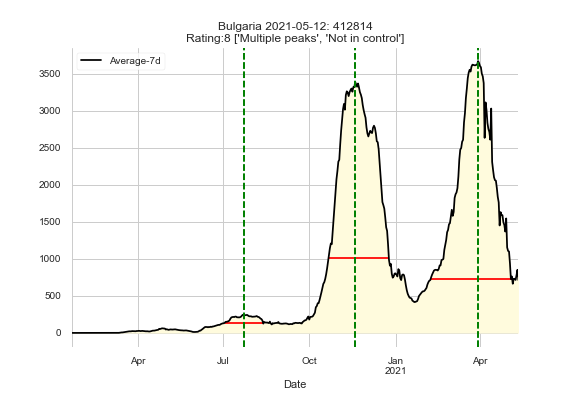 Bulgaria 2021-05-12: 412814
Rating:8 ['Multiple peaks', 'Not in control']
Average-7d
3500
3000
2500
2000
1500
1000
500
0
Apr
Jul
Oct
Jan
2021
Apr
Date